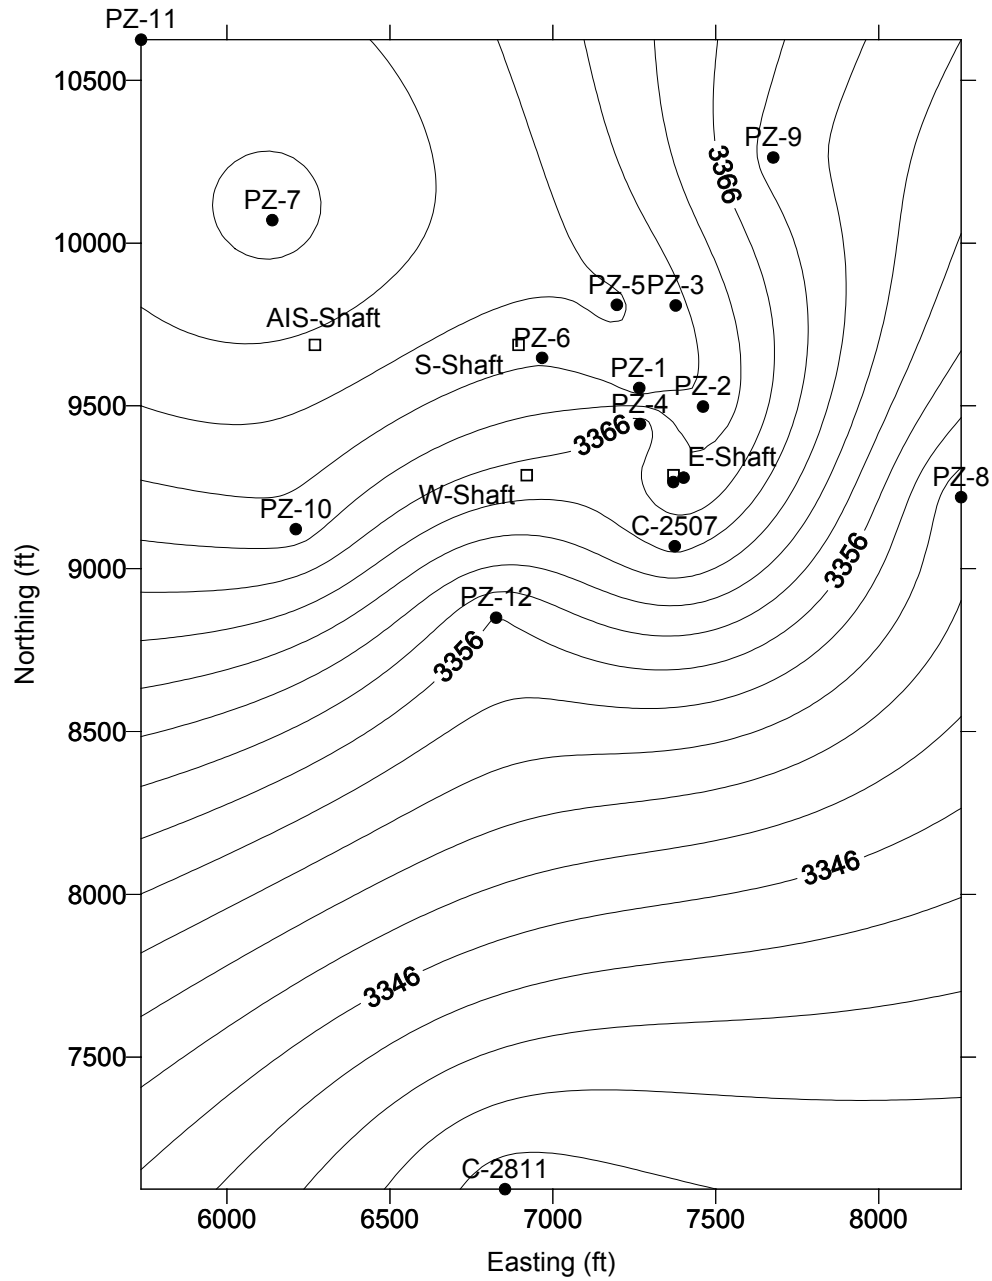 PZ-11
10500
PZ-9
3366
PZ-7
10000
PZ-5
PZ-3
AIS-Shaft
PZ-6
S-Shaft
PZ-1
PZ-2
9500
PZ-4
3366
E-Shaft
PZ-8
W-Shaft
PZ-10
C-2507
3356
9000
PZ-12
3356
Northing (ft)
8500
3346
8000
3346
7500
C-2811
6000 6500 7000 7500 8000
Easting (ft)